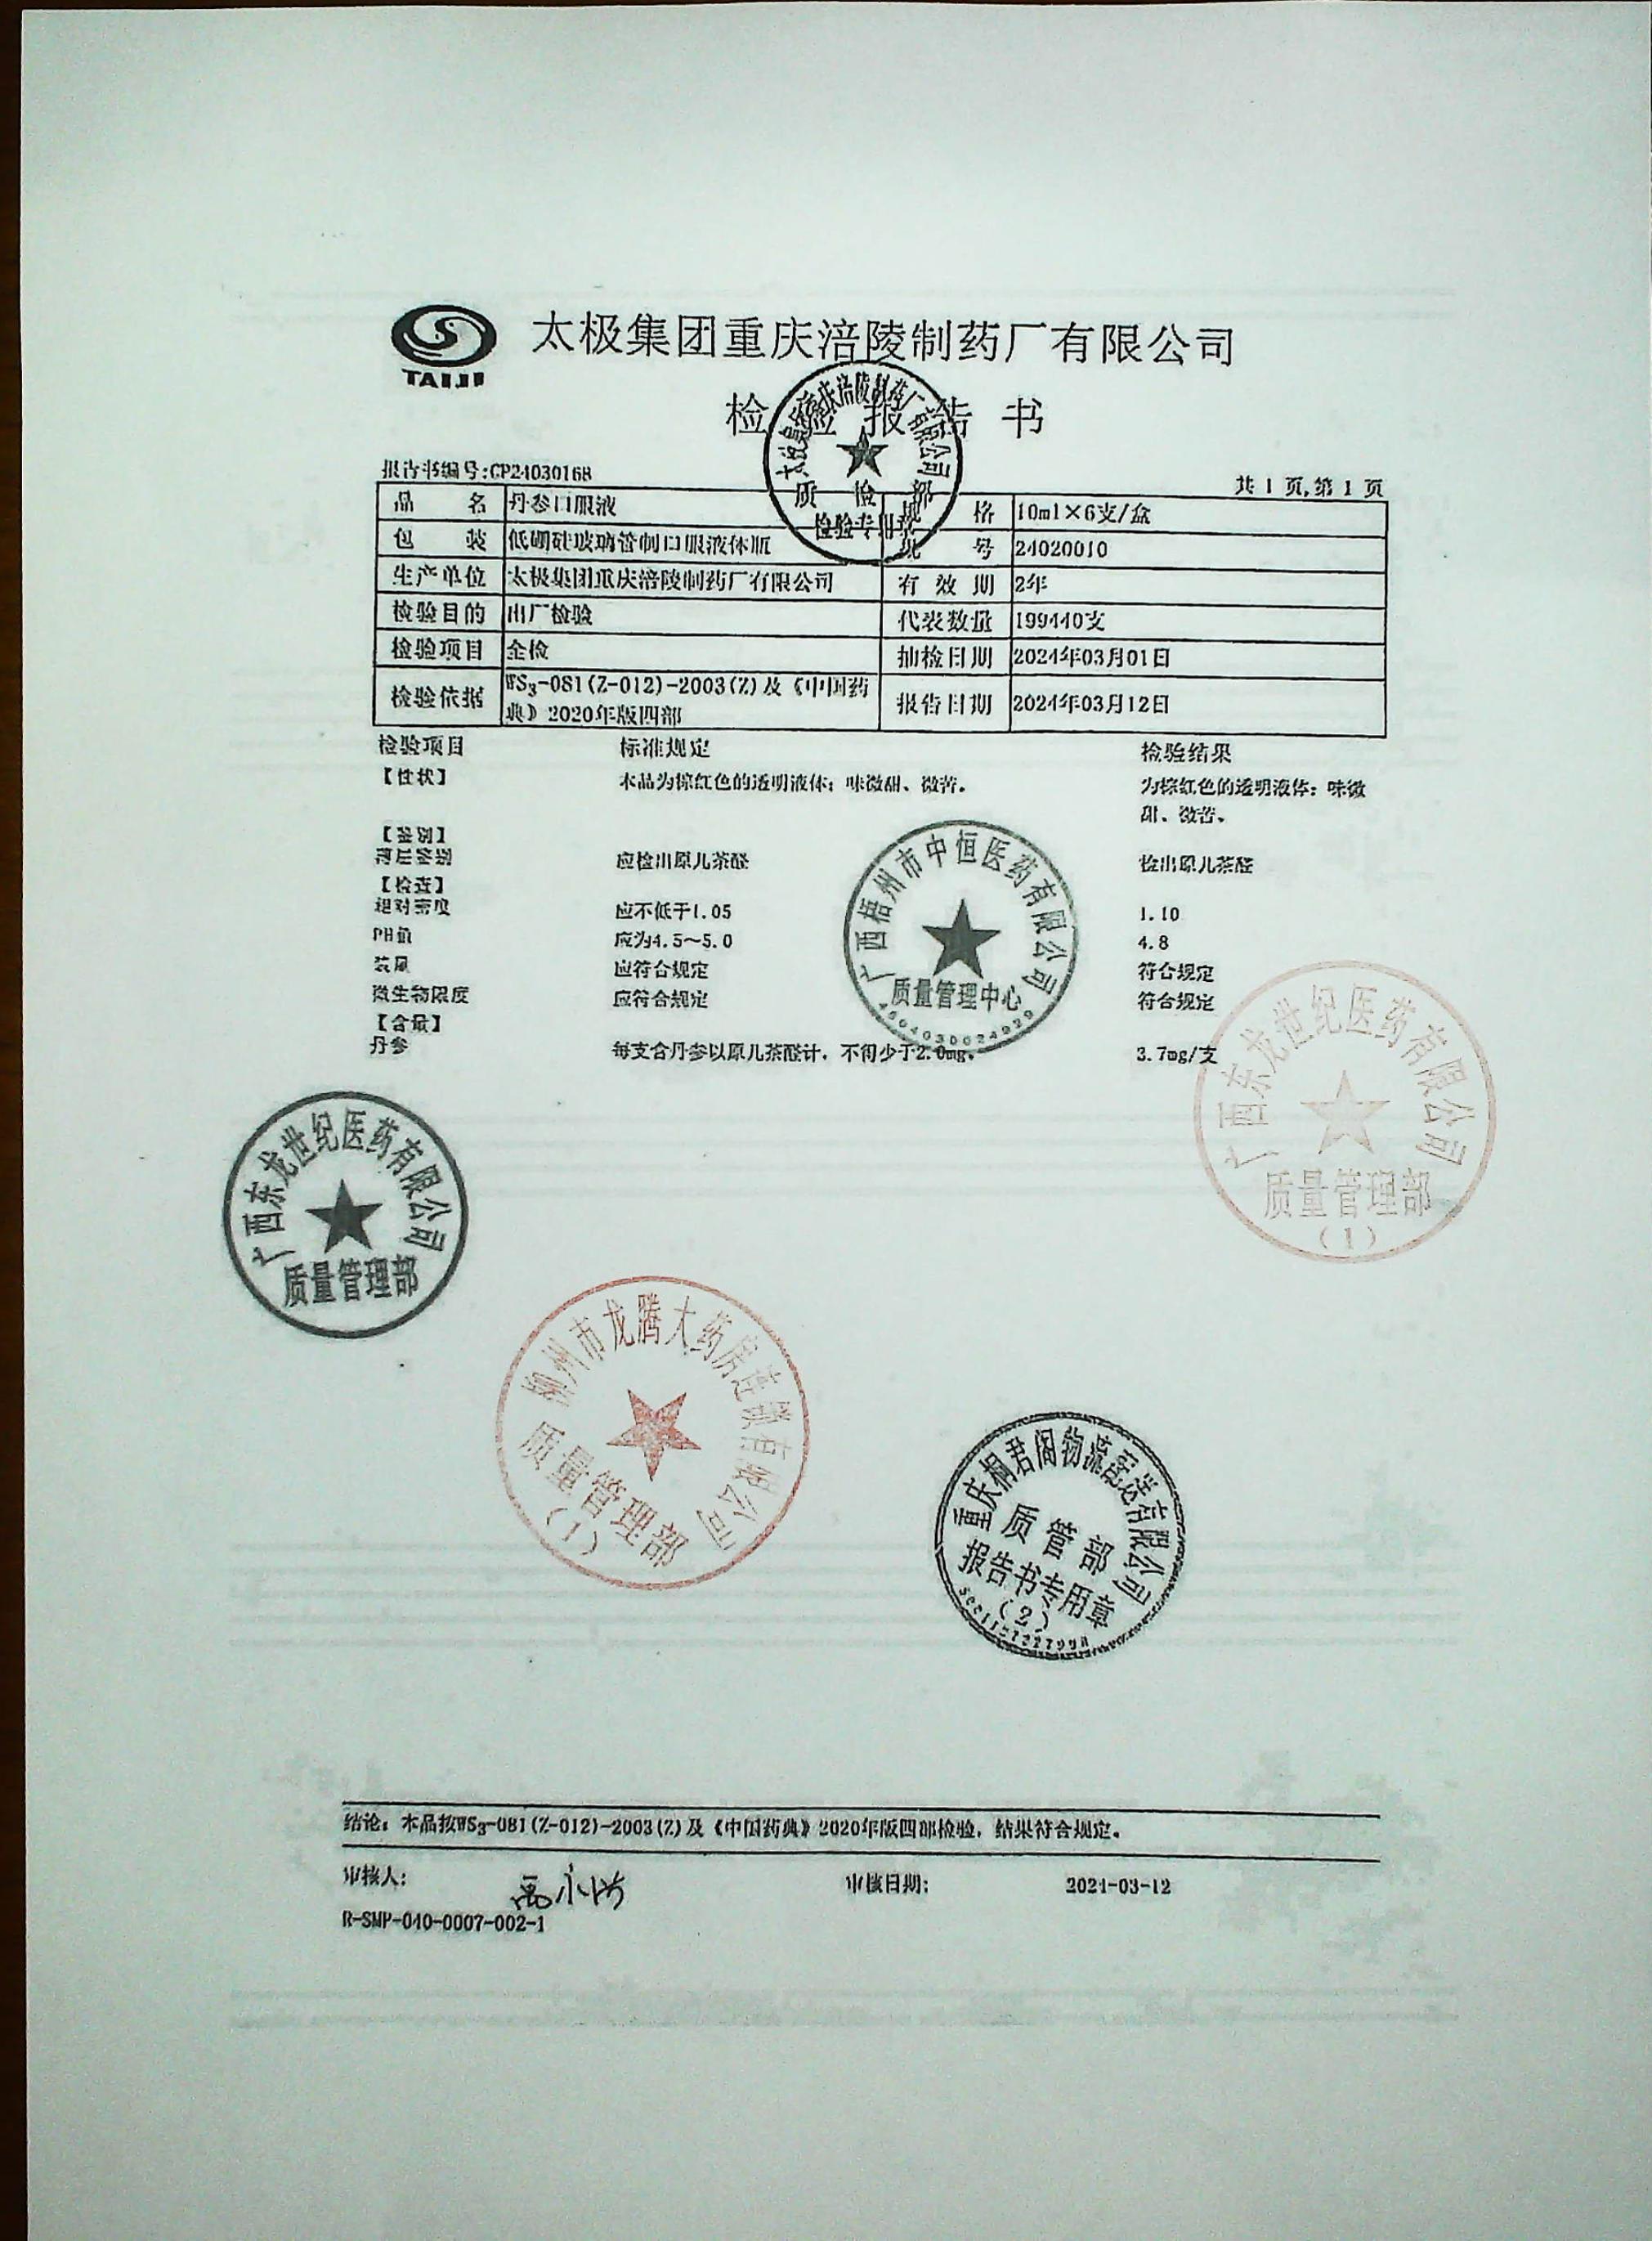 太极集团重庆涪陵制药厂有限公司
TAIJI
检验报告书
报告书编号:CP24030168
共 1 页,第 1 页
品 名 丹参口服液 规 格 10ml×6支/盒
包 装 低硼硅玻璃管制口服液体瓶 批 号 24020010
生产单位 太极集团重庆涪陵制药厂有限公司 有 效 期 2年
检验目的 出厂检验 代表数量 199440支
检验项目 全检 抽检日期 2024年03月01日
检验依据 WS₃-081(Z-012)-2003(Z)及《中国药
典》2020年版四部 报告日期 2024年03月12日
检验项目 标准规定 检验结果
【性状】 本品为棕红色的透明液体；味微甜、微苦。 为棕红色的透明液体；味微
甜、微苦。
【鉴别】
薄层鉴别 应检出原儿茶醛 检出原儿茶醛
【检查】
相对密度 应不低于1.05 1.10
PH值 应为4.5～5.0 4.8
装量 应符合规定 符合规定
微生物限度 应符合规定 符合规定
【含量】
丹参 每支含丹参以原儿茶醛计，不得少于2.0mg。 3.7mg/支
质 检 部
检验专用章
广西梧州市中恒医药有限公司
质量管理中心
广西东龙世纪医药有限公司
质量管理部
(1)
广西东龙世纪医药有限公司
质量管理部
柳州市龙腾大药房连锁有限公司
质量管理部
(1)
重庆桐君阁物流配送有限公司
质 管 部
报告书专用章
(2)
结论：本品按WS₃-081(Z-012)-2003(Z)及《中国药典》2020年版四部检验，结果符合规定。
审核人: 审核日期: 2024-03-12
R-SMP-040-0007-002-1